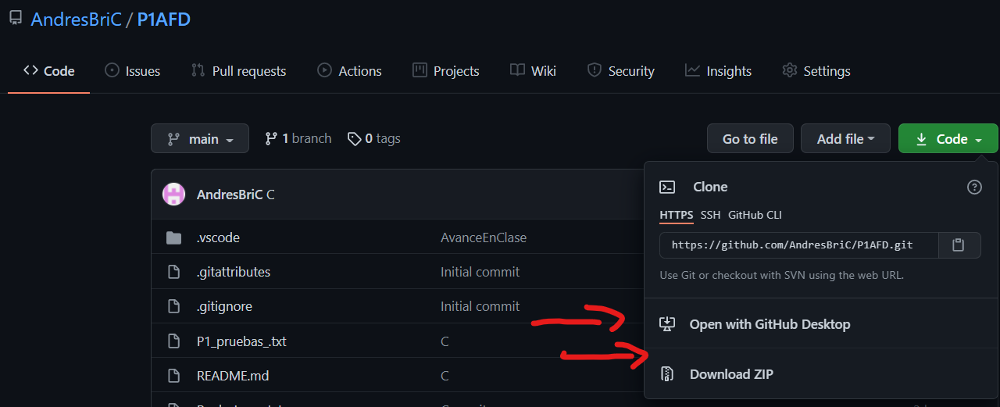 AndresBriC / P1AFD
Code Issues Pull requests Actions Projects Wiki Security Insights Settings
main 1 branch 0 tags Go to file Add file Code
AndresBriC C
.vscode AvanceEnClase
.gitattributes Initial commit
.gitignore Initial commit
P1_pruebas_.txt C
README.md C
Clone
HTTPS SSH GitHub CLI
https://github.com/AndresBriC/P1AFD.git
Use Git or checkout with SVN using the web URL.
Open with GitHub Desktop
Download ZIP